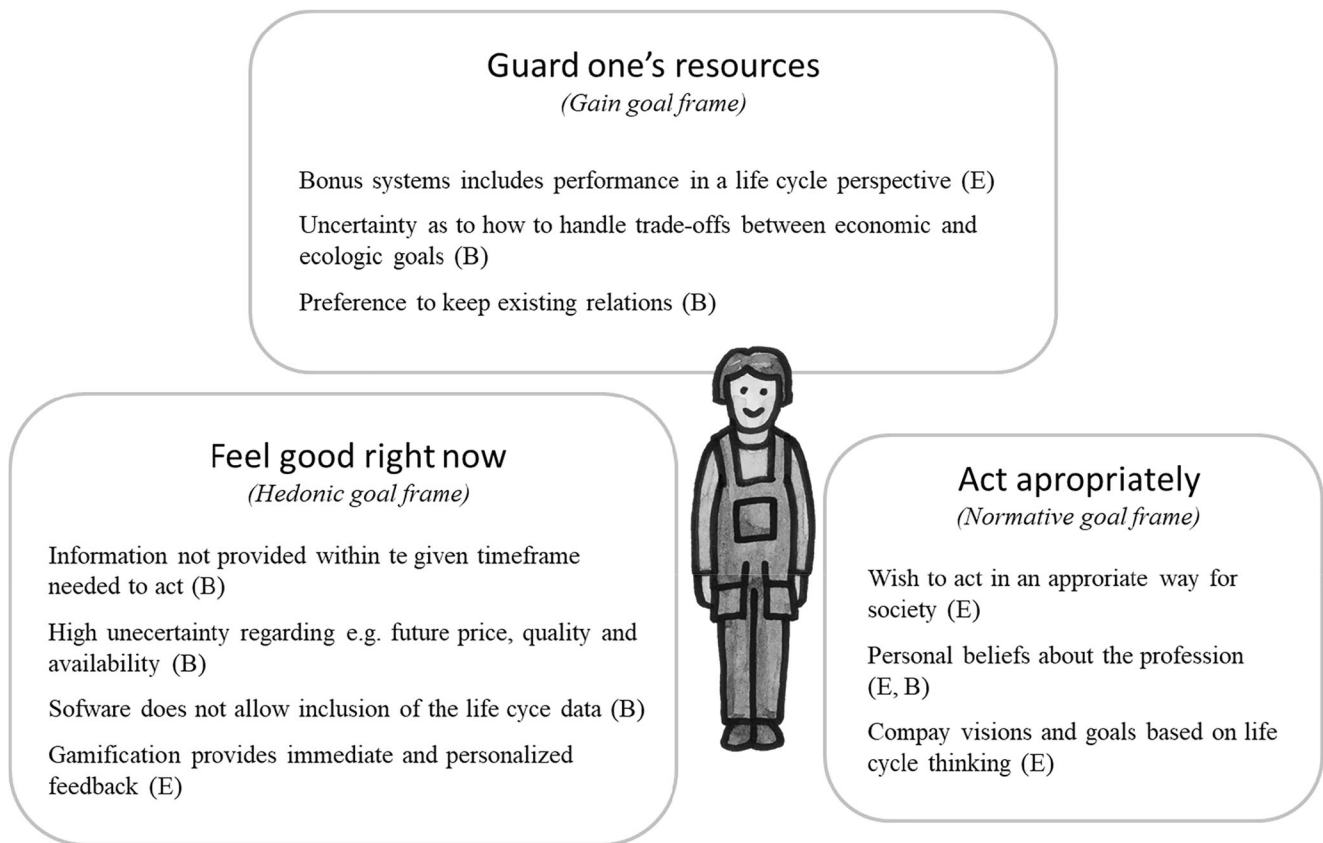 Guard one’s resources
(Gain goal frame)
Bonus systems includes performance in a life cycle perspective (E)
Uncertainty as to how to handle trade-offs between economic and
ecologic goals (B)
Preference to keep existing relations (B)
Feel good right now
(Hedonic goal frame)
Information not provided within te given timeframe
needed to act (B)
High unecertainty regarding e.g. future price, quality and
availability (B)
Sofware does not allow inclusion of the life cyce data (B)
Gamification provides immediate and personalized
feedback (E)
Act apropriately
(Normative goal frame)
Wish to act in an approriate way for
society (E)
Personal beliefs about the profession
(E, B)
Compay visions and goals based on life
cycle thinking (E)